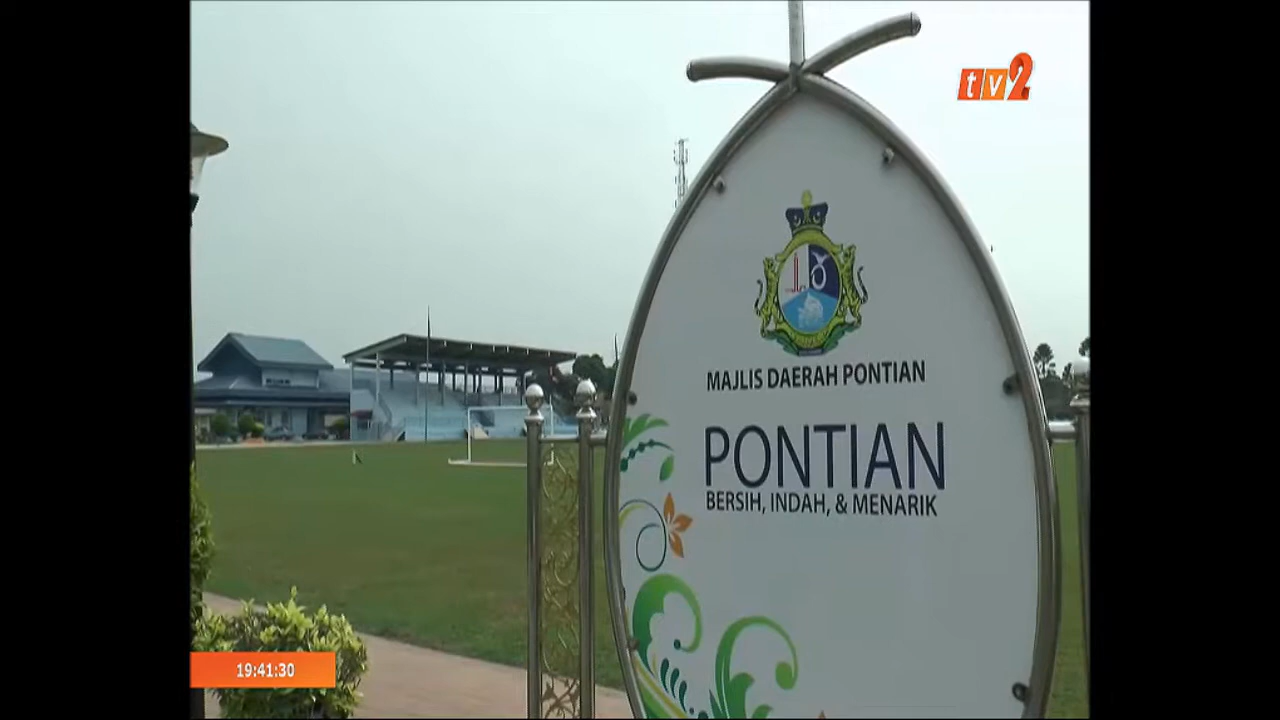 tv2
MAJLIS DAERAH PONTIAN
PONTIAN
BERSIH, INDAH, & MENARIK
19:41:30